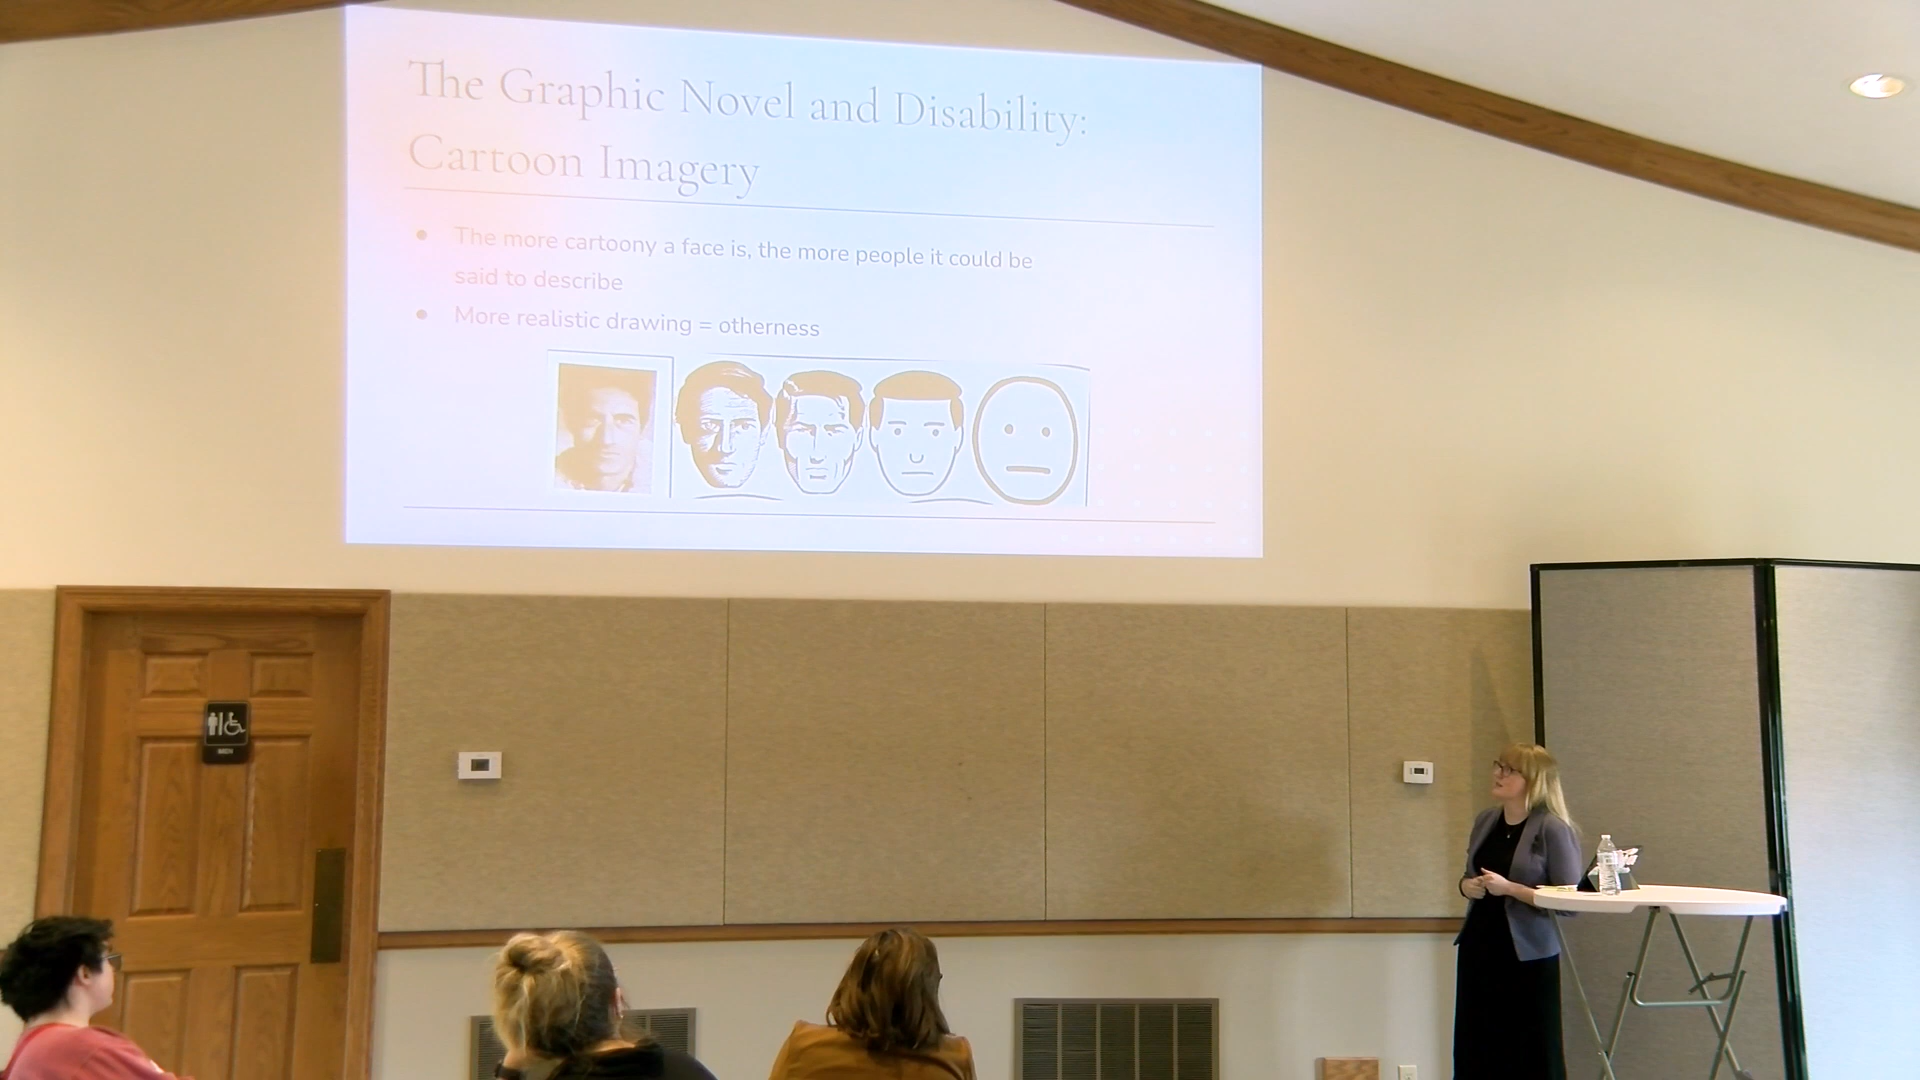 The Graphic Novel and Disability:
Cartoon Imagery
● The more cartoony a face is, the more people it could be
said to describe
● More realistic drawing = otherness
MEN